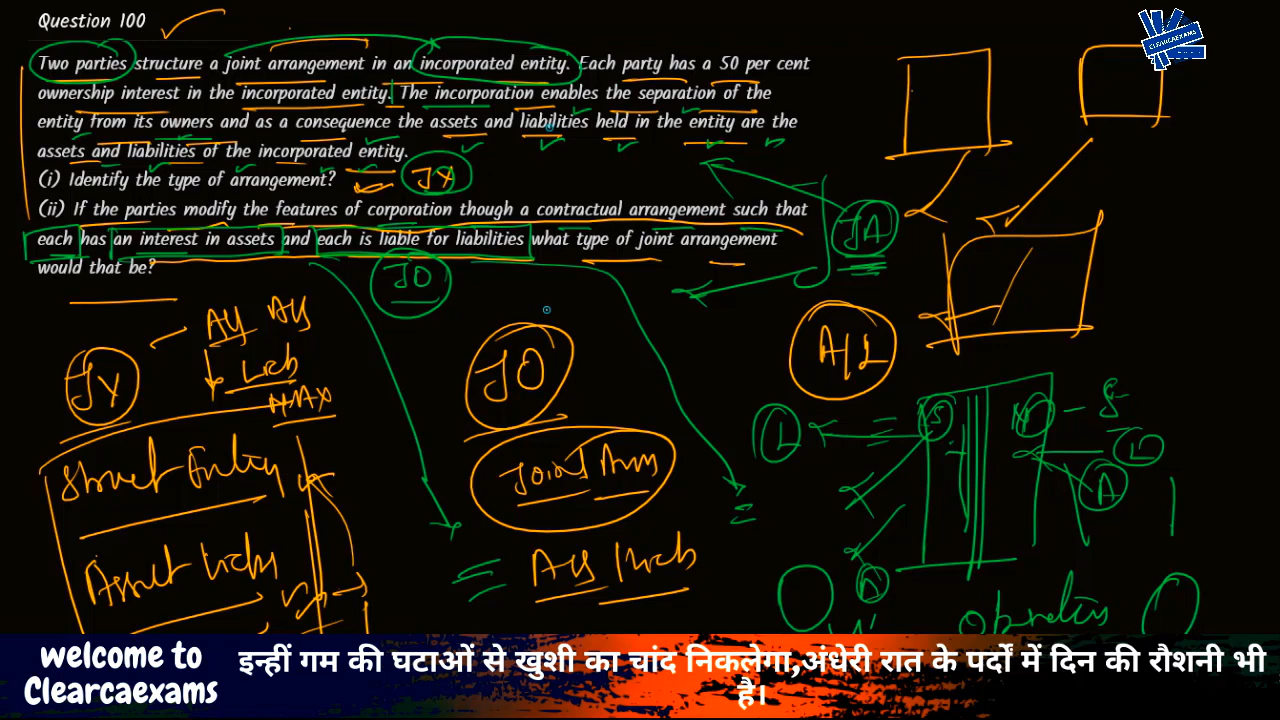 Question 100
CLEARCAEXAMS
Two parties structure a joint arrangement in an incorporated entity. Each party has a 50 per cent
ownership interest in the incorporated entity. The incorporation enables the separation of the
entity from its owners and as a consequence the assets and liabilities held in the entity are the
assets and liabilities of the incorporated entity.
(i) Identify the type of arrangement?
JV
(ii) If the parties modify the features of corporation though a contractual arrangement such that
JA
each has an interest in assets and each is liable for liabilities what type of joint arrangement
would that be?
JO
A/L
JV
JO
L
S
L
A
Asset
= 
welcome to
Clearcaexams
इन्हीं गम की घटाओं से खुशी का चांद निकलेगा,अंधेरी रात के पर्दों में दिन की रौशनी भी
है।